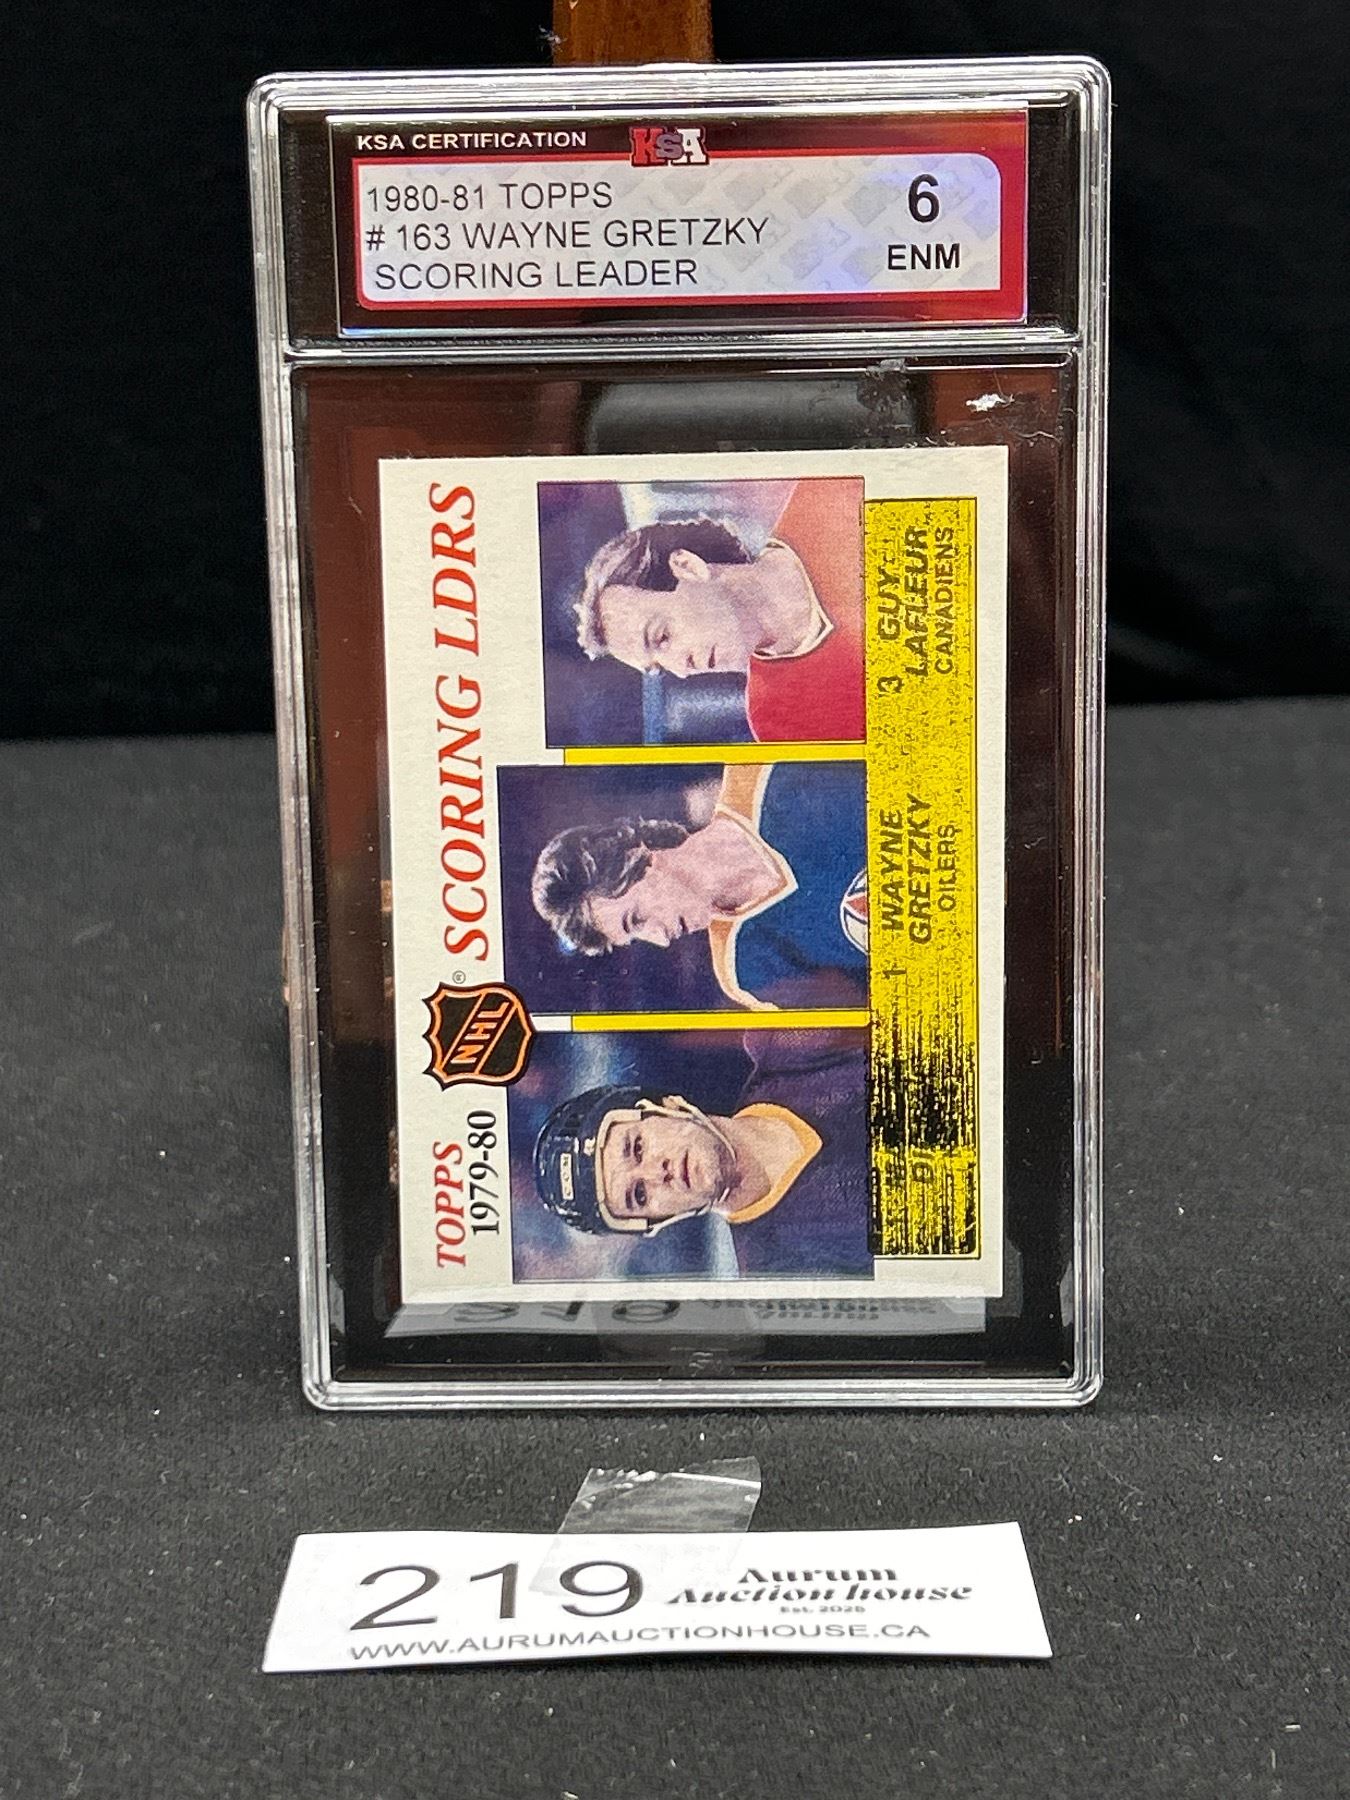 KSA CERTIFICATION
KSA
1980-81 TOPPS
# 163 WAYNE GRETZKY
SCORING LEADER
6
ENM
TOPPS
1979-80
NHL
®
SCORING LDRS
CCM
1 WAYNE
GRETZKY
OILERS
3 GUY
LAFLEUR
CANADIENS
219
Aurum
Auction house
WWW.AURUMAUCTIONHOUSE.CA